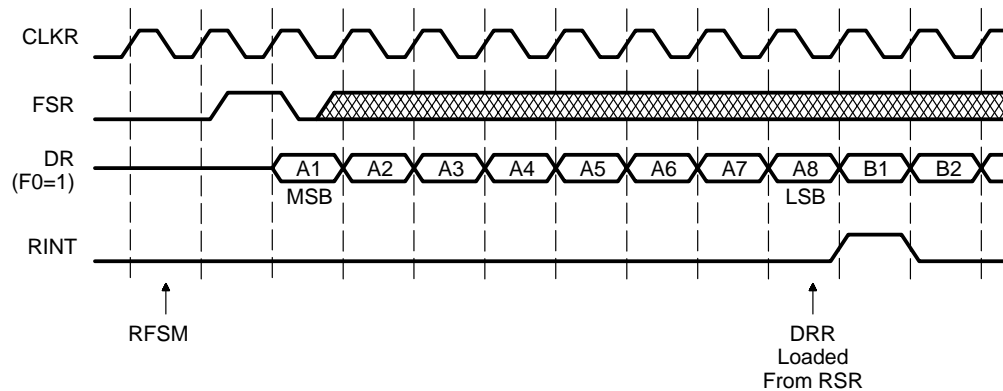 CLKR
FSR
DR
(F0=1)
A1 A2 A3 A4 A5 A6 A7 A8 B1 B2
MSB LSB
RINT
RFSM
DRR
Loaded
From RSR